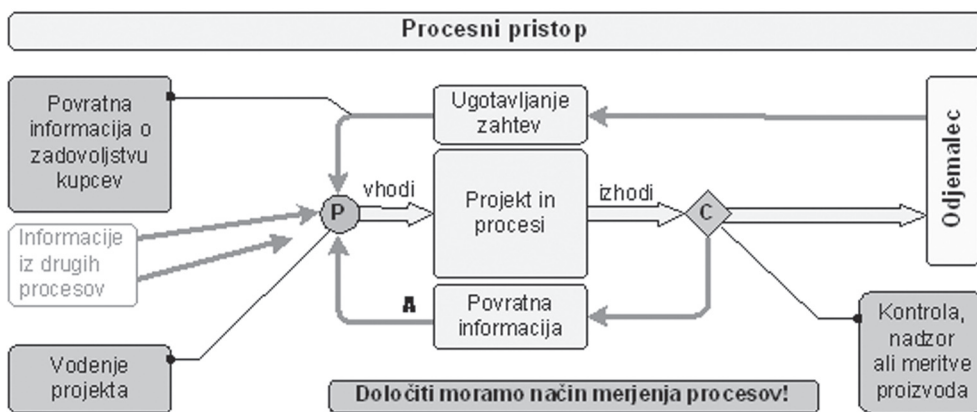 Procesni pristop
Povratna
informacija o
zadovoljstvu
kupcev
Ugotavljanje
zahtev
Odjemalec
Informacije
iz drugih
procesov
P
vhodi
Projekt in
procesi
izhodi
C
A
Povratna
informacija
Vodenje
projekta
Kontrola,
nadzor
ali meritve
proizvoda
Določiti moramo način merjenja procesov!